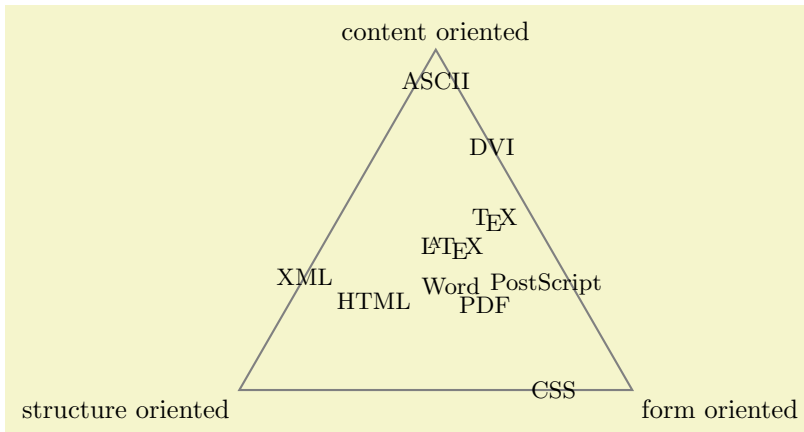 content oriented
ASCII
DVI
TEX
LATEX
XML
Word
PostScript
HTML
PDF
CSS
structure oriented
form oriented